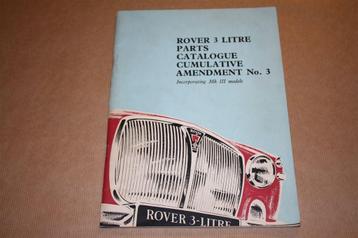 ROVER 3 LITRE
PARTS
CATALOGUE
CUMULATIVE
AMENDMENT No. 3
Incorporating Mk III models
ROVER 3-LITRE